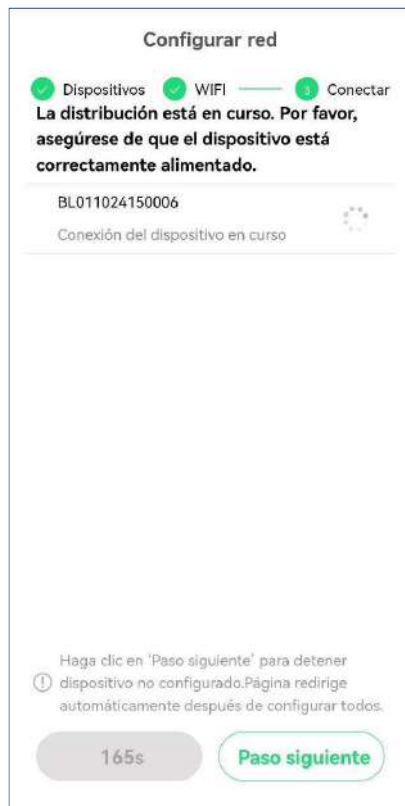 Configurar red
Dispositivos WIFI 3 Conectar
La distribución está en curso. Por favor,
asegúrese de que el dispositivo está
correctamente alimentado.
BL011024150006
Conexión del dispositivo en curso
Haga clic en 'Paso siguiente' para detener
dispositivo no configurado.Página redirige
automáticamente después de configurar todos.
165s Paso siguiente